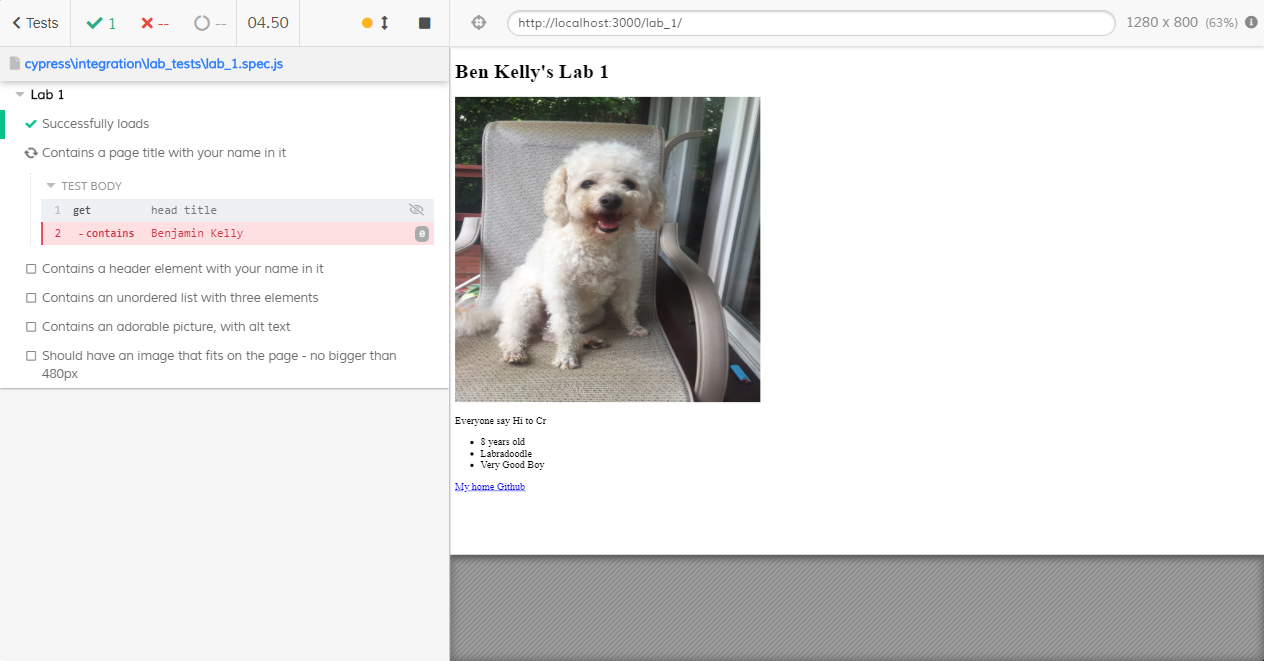 Tests
1
--
--
04.50
http://localhost:3000/lab_1/
1280 x 800 (63%)
cypress\integration\lab_tests\lab_1.spec.js
Lab 1
Successfully loads
Contains a page title with your name in it
TEST BODY
1 get head title
2 -contains Benjamin Kelly 0
Contains a header element with your name in it
Contains an unordered list with three elements
Contains an adorable picture, with alt text
Should have an image that fits on the page - no bigger than
480px
Ben Kelly's Lab 1
Everyone say Hi to Cr
8 years old
Labradoodle
Very Good Boy
My home Github